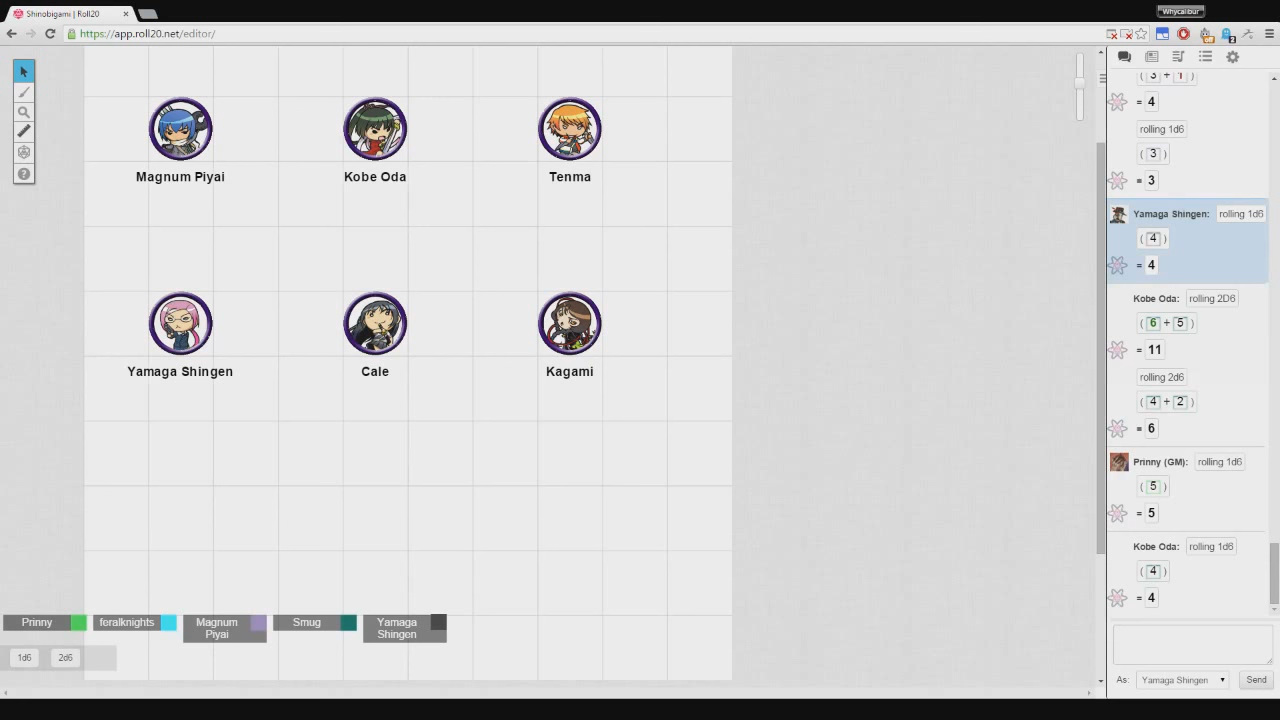 Shinobigami | Roll20
Whycalibur
https://app.roll20.net/editor/
Magnum Piyai
Kobe Oda
Tenma
Yamaga Shingen
Cale
Kagami
Prinny
feralknights
Magnum
Piyai
Smug
Yamaga
Shingen
1d6
2d6
( 3 + 1 )
= 4
rolling 1d6
( 3 )
= 3
Yamaga Shingen: rolling 1d6
( 4 )
= 4
Kobe Oda: rolling 2D6
( 6 + 5 )
= 11
rolling 2d6
( 4 + 2 )
= 6
Prinny (GM): rolling 1d6
( 5 )
= 5
Kobe Oda: rolling 1d6
( 4 )
= 4
As: Yamaga Shingen
Send